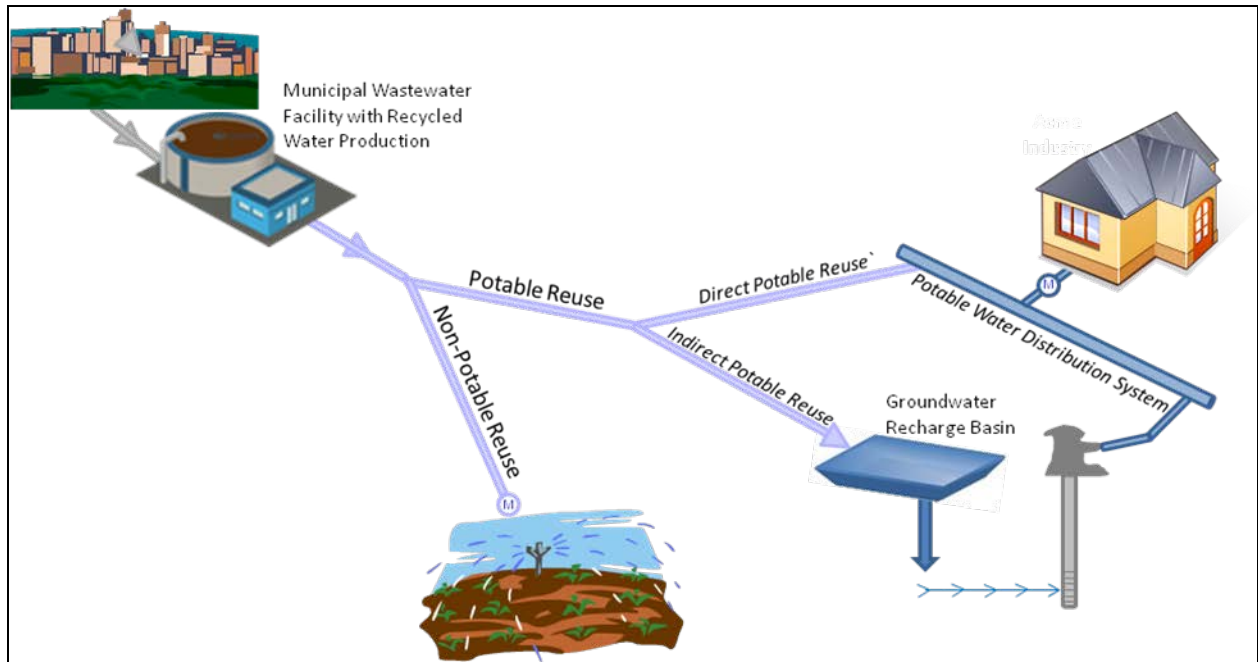 Municipal Wastewater
Facility with Recycled
Water Production
Industry
Potable Reuse
Direct Potable Reuse`
Non-Potable Reuse
Indirect Potable Reuse
M
Potable Water Distribution System
Groundwater
Recharge Basin
M